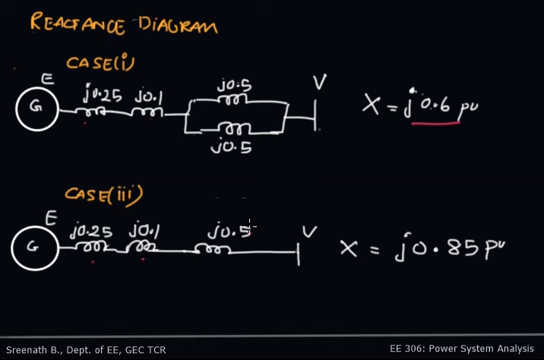 REACTANCE DIAGRAM
CASE(i)
E V
j0.25 j0.1 j0.5
G
X = j0.6 pu
j0.5
CASE(iii)
E V
j0.25 j0.1 j0.5
G
X = j0.85 pu
Sreenath B., Dept. of EE, GEC TCR
EE 306: Power System Analysis